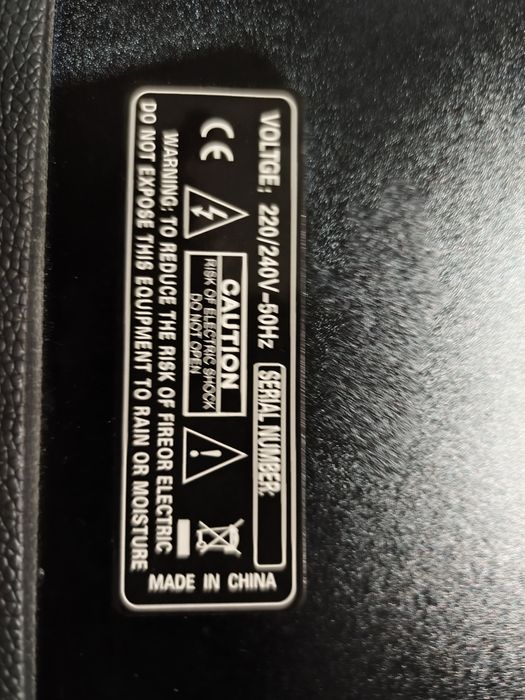 VOLTGE: 220/240V-50Hz
SERIAL NUMBER:
CE
CAUTION
RISK OF ELECTRIC SHOCK
DO NOT OPEN
WARNING: TO REDUCE THE RISK OF FIREOR ELECTRIC
DO NOT EXPOSE THIS EQUIPMENT TO RAIN OR MOISTURE
MADE IN CHINA